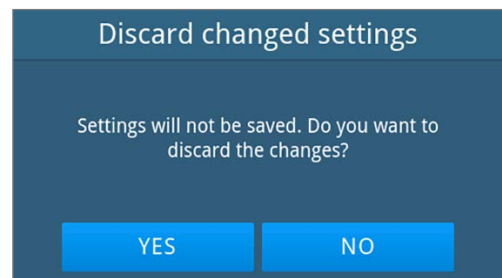 Discard changed settings
Settings will not be saved. Do you want to
discard the changes?
YES
NO